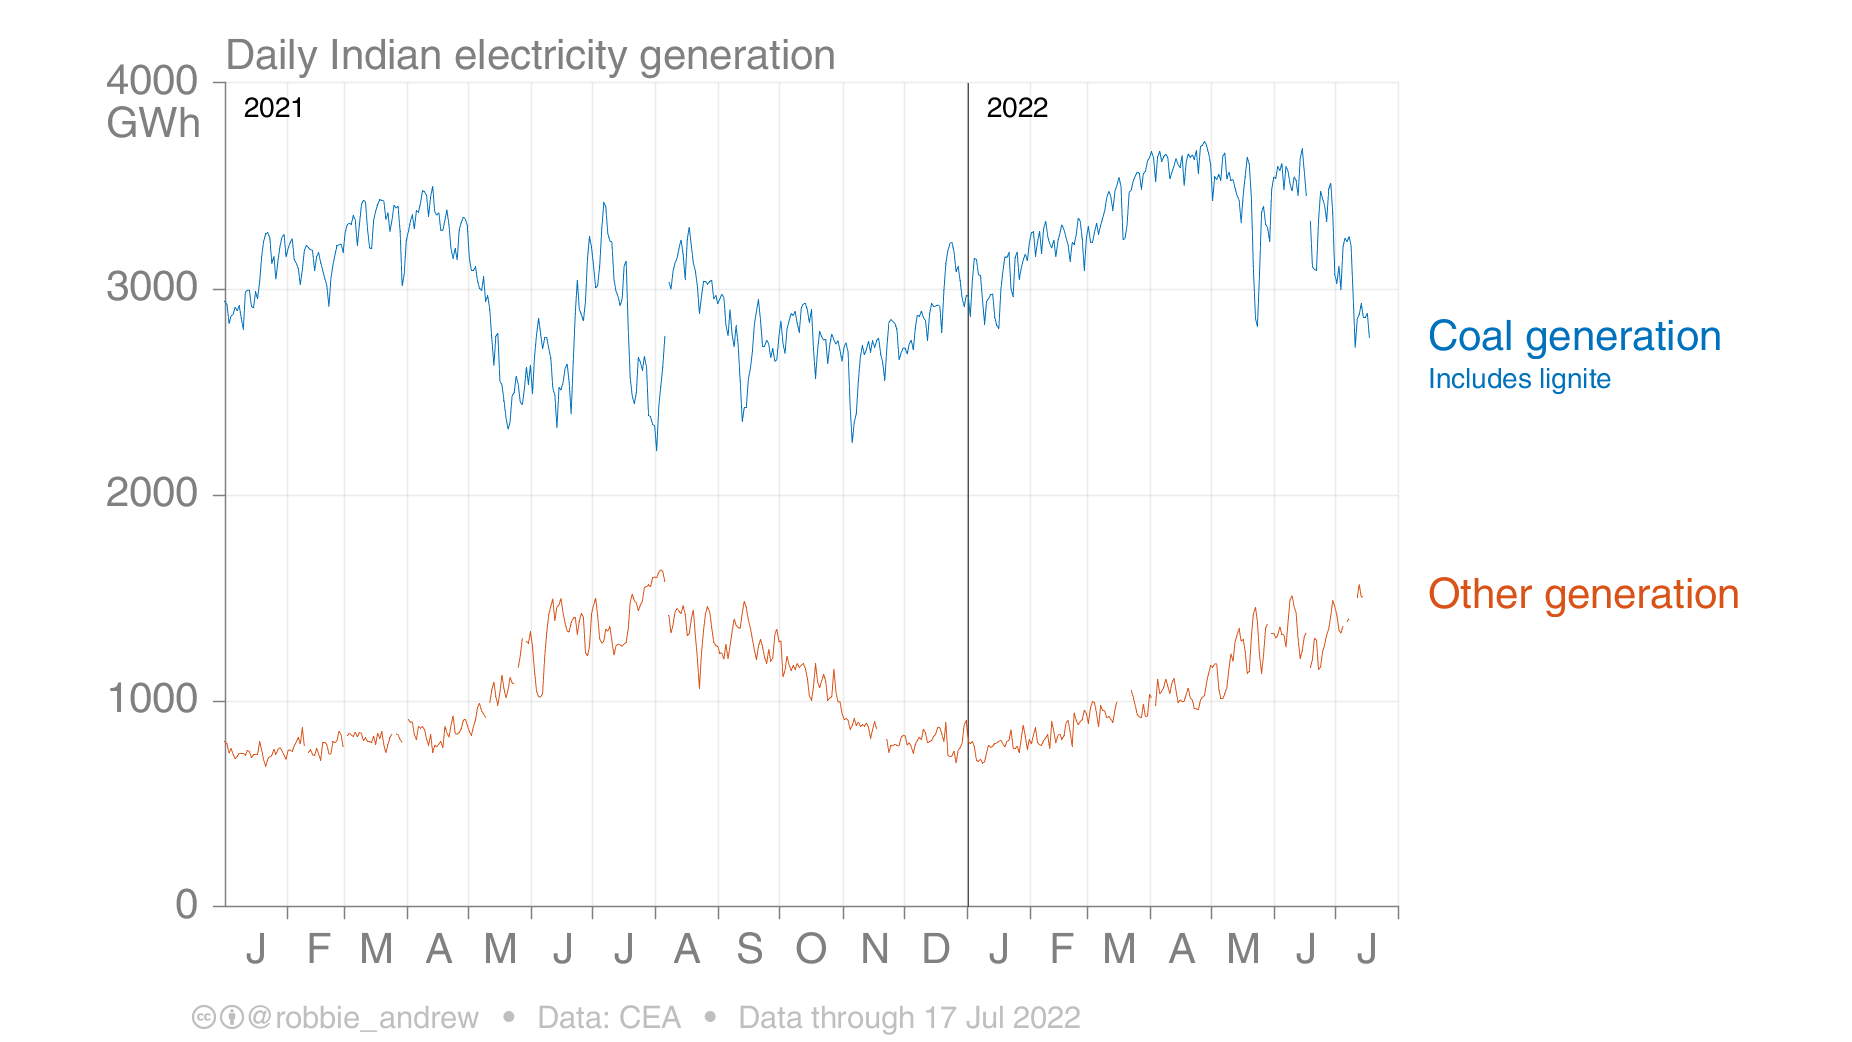 Daily Indian electricity generation
4000
GWh
2021
2022
3000
Coal generation
Includes lignite
2000
Other generation
1000
0
J F M A M J J A S O N D J F M A M J J
@robbie_andrew • Data: CEA • Data through 17 Jul 2022